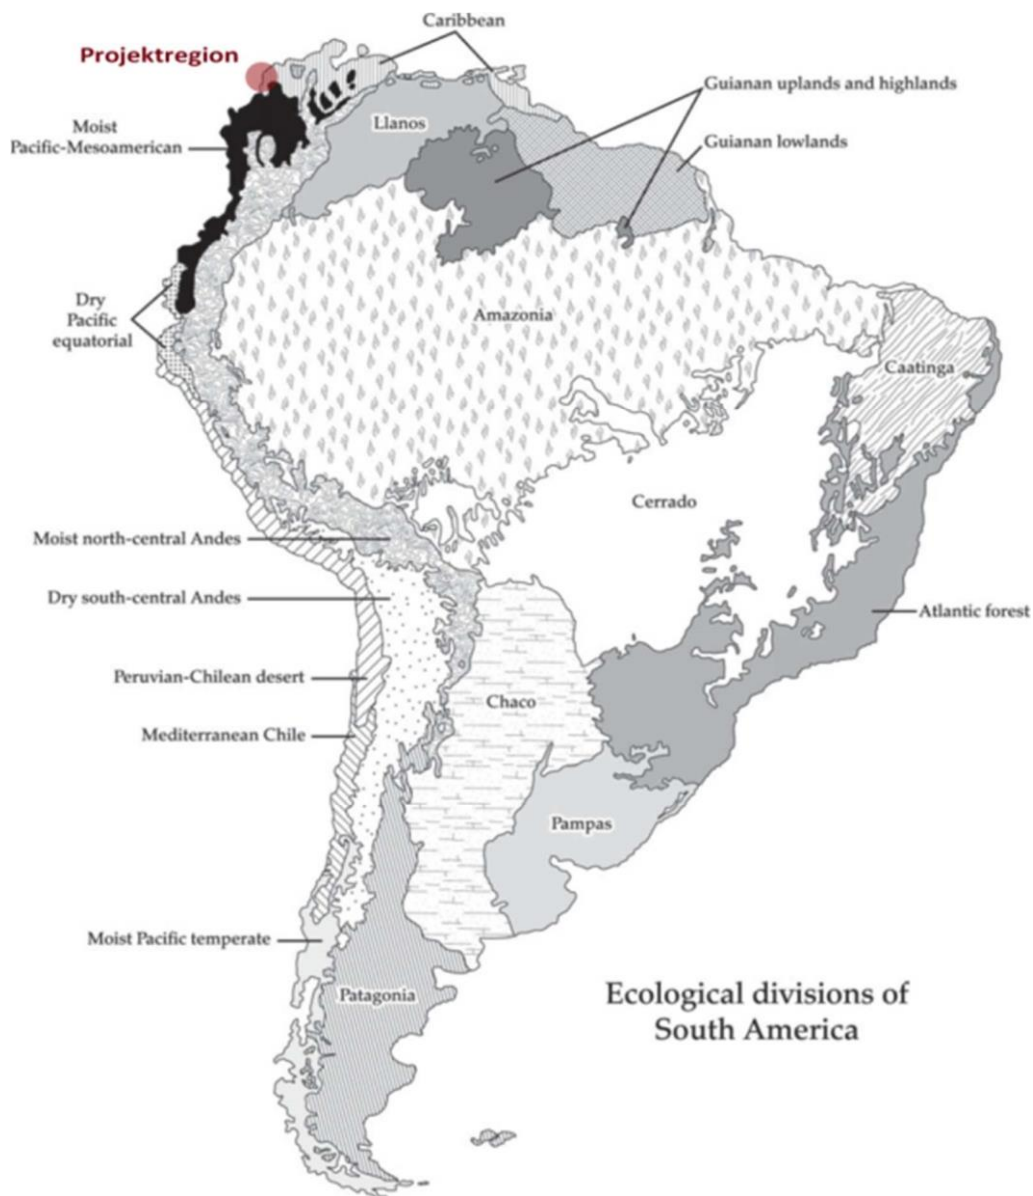 Caribbean
Projektregion
Guianan uplands and highlands
Moist
Pacific-Mesoamerican
Llanos
Guianan lowlands
Dry
Pacific
equatorial
Amazonia
Caatinga
Cerrado
Moist north-central Andes
Dry south-central Andes
Atlantic forest
Peruvian-Chilean desert
Chaco
Mediterranean Chile
Pampas
Moist Pacific temperate
Patagonia
Ecological divisions of
South America